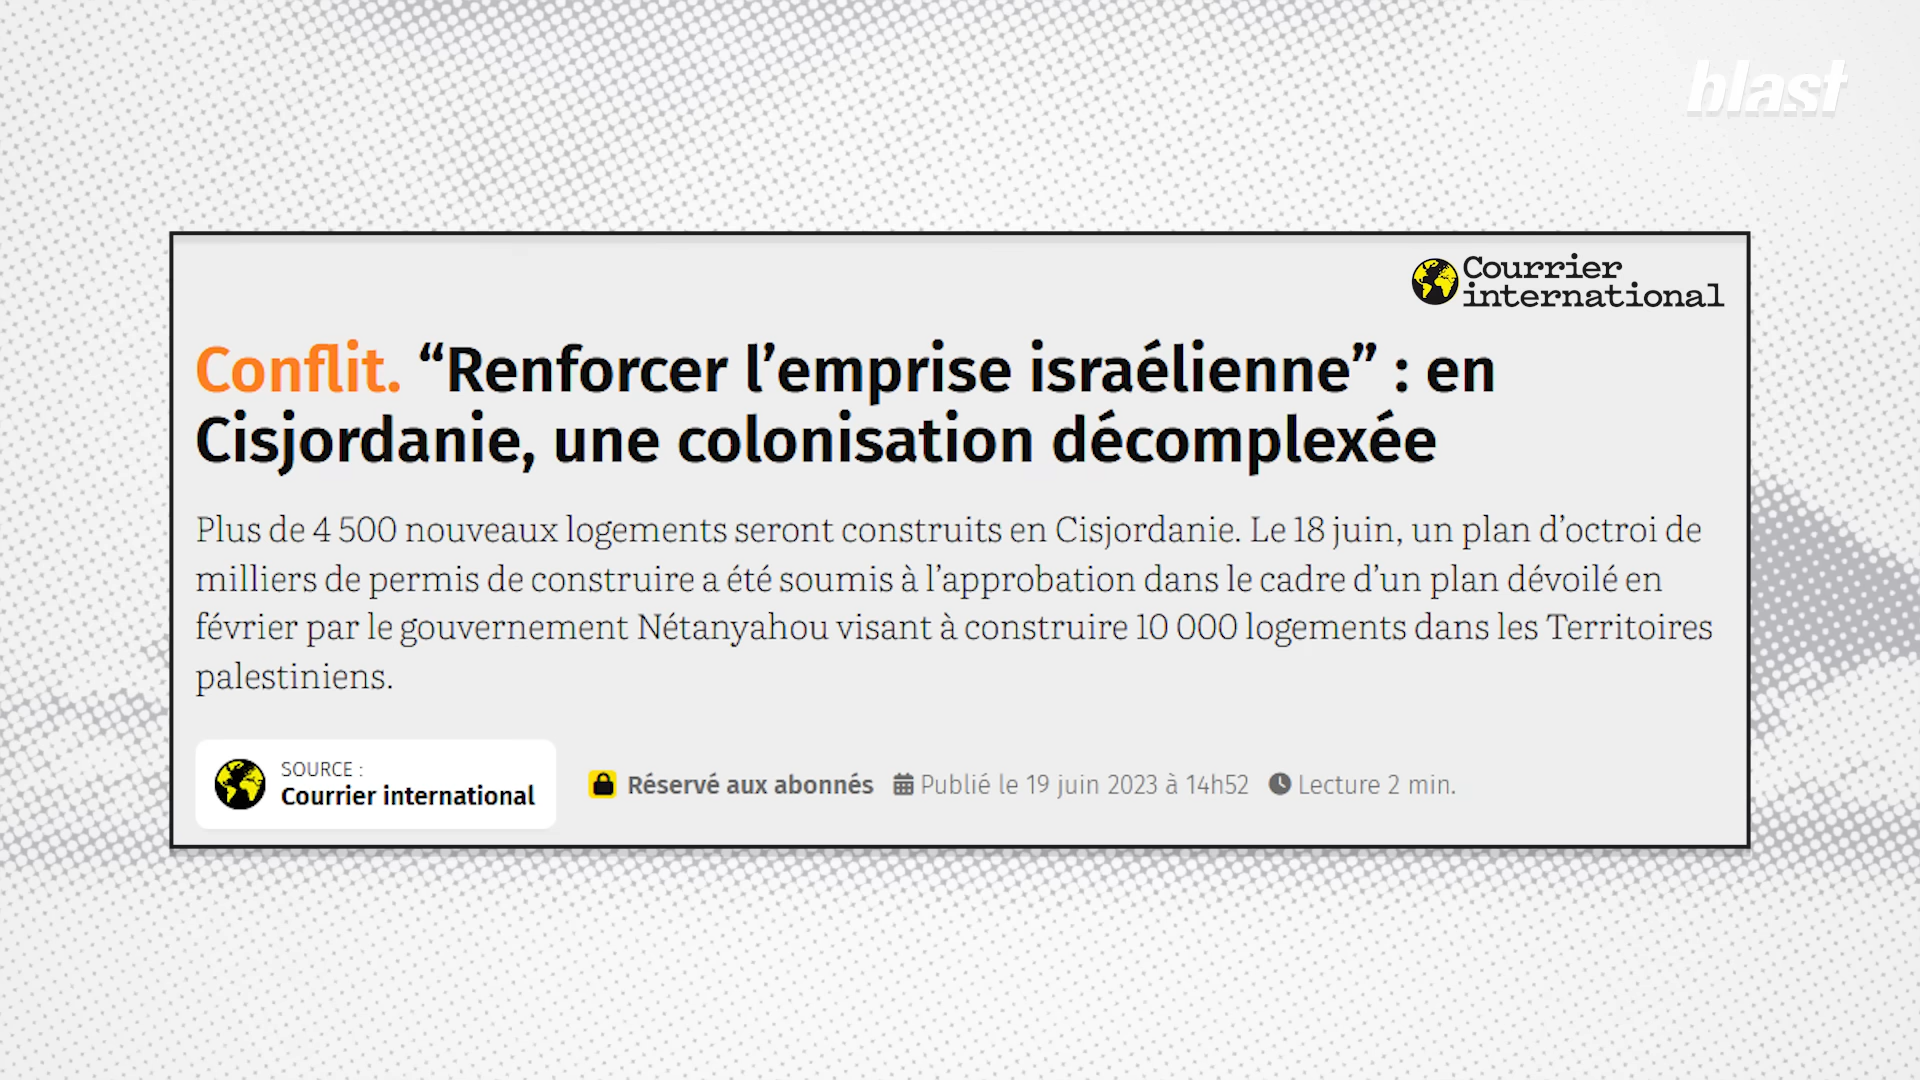 blast
Courrier
international
Conflit. “Renforcer l’emprise israélienne” : en
Cisjordanie, une colonisation décomplexée
Plus de 4 500 nouveaux logements seront construits en Cisjordanie. Le 18 juin, un plan d’octroi de
milliers de permis de construire a été soumis à l’approbation dans le cadre d’un plan dévoilé en
février par le gouvernement Nétanyahou visant à construire 10 000 logements dans les Territoires
palestiniens.
SOURCE :
Courrier international
Réservé aux abonnés Publié le 19 juin 2023 à 14h52 Lecture 2 min.